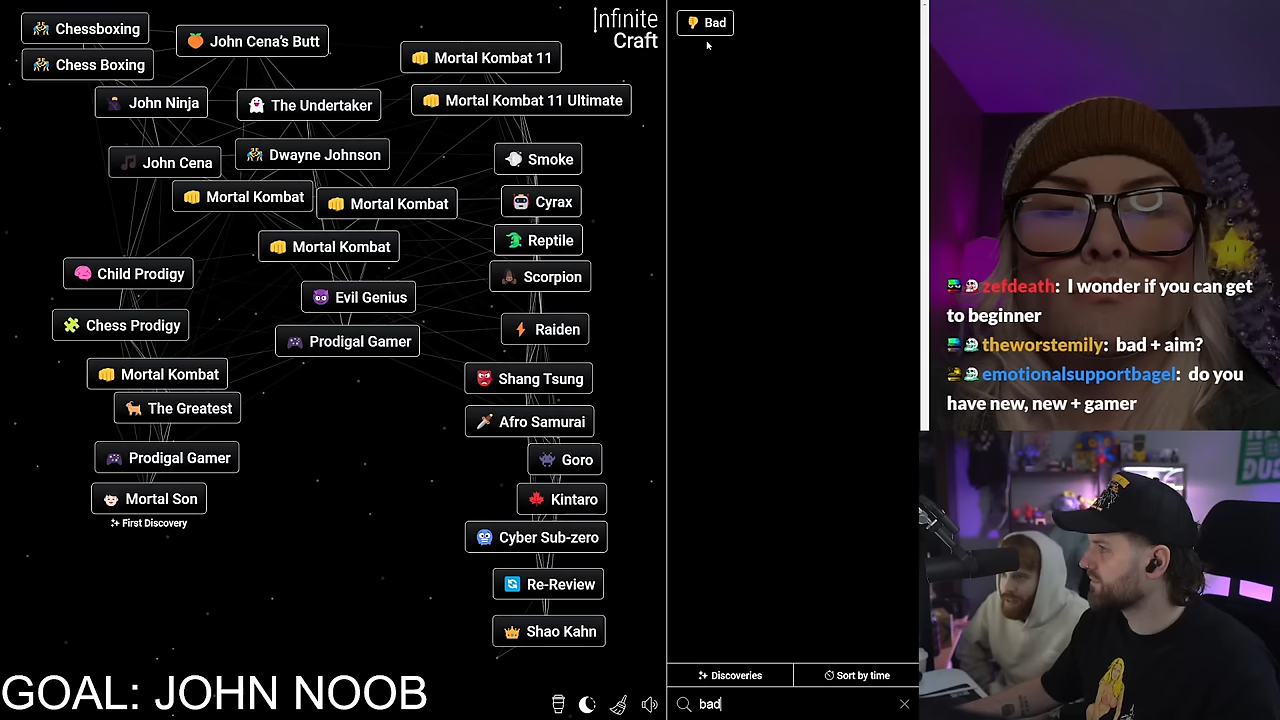 Chessboxing
Chess Boxing
John Cena's Butt
Mortal Kombat 11
Mortal Kombat 11 Ultimate
John Ninja
The Undertaker
John Cena
Dwayne Johnson
Mortal Kombat
Mortal Kombat
Mortal Kombat
Smoke
Cyrax
Reptile
Scorpion
Child Prodigy
Evil Genius
Chess Prodigy
Prodigal Gamer
Raiden
Mortal Kombat
Shang Tsung
The Greatest
Afro Samurai
Prodigal Gamer
Goro
Mortal Son
First Discovery
Kintaro
Cyber Sub-zero
Re-Review
Shao Kahn
Infinite
Craft
Bad
Discoveries
Sort by time
bad
GOAL: JOHN NOOB
zefdeath: I wonder if you can get
to beginner
theworstemily: bad + aim?
emotionalsupportbagel: do you
have new, new + gamer